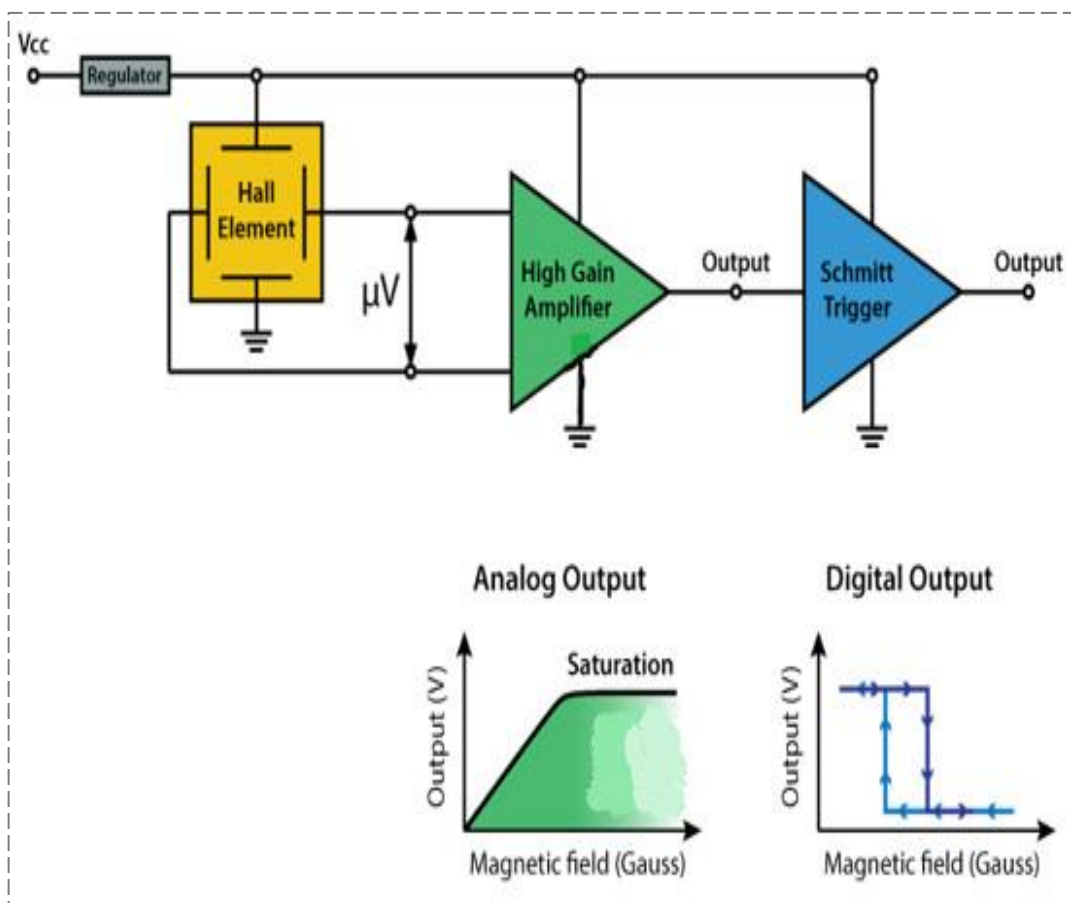 Vcc
Regulator
Hall
Element
μV
High Gain
Amplifier
Output
Schmitt
Trigger
Output
Analog Output
Saturation
Output (V)
Magnetic field (Gauss)
Digital Output
Output (V)
Magnetic field (Gauss)